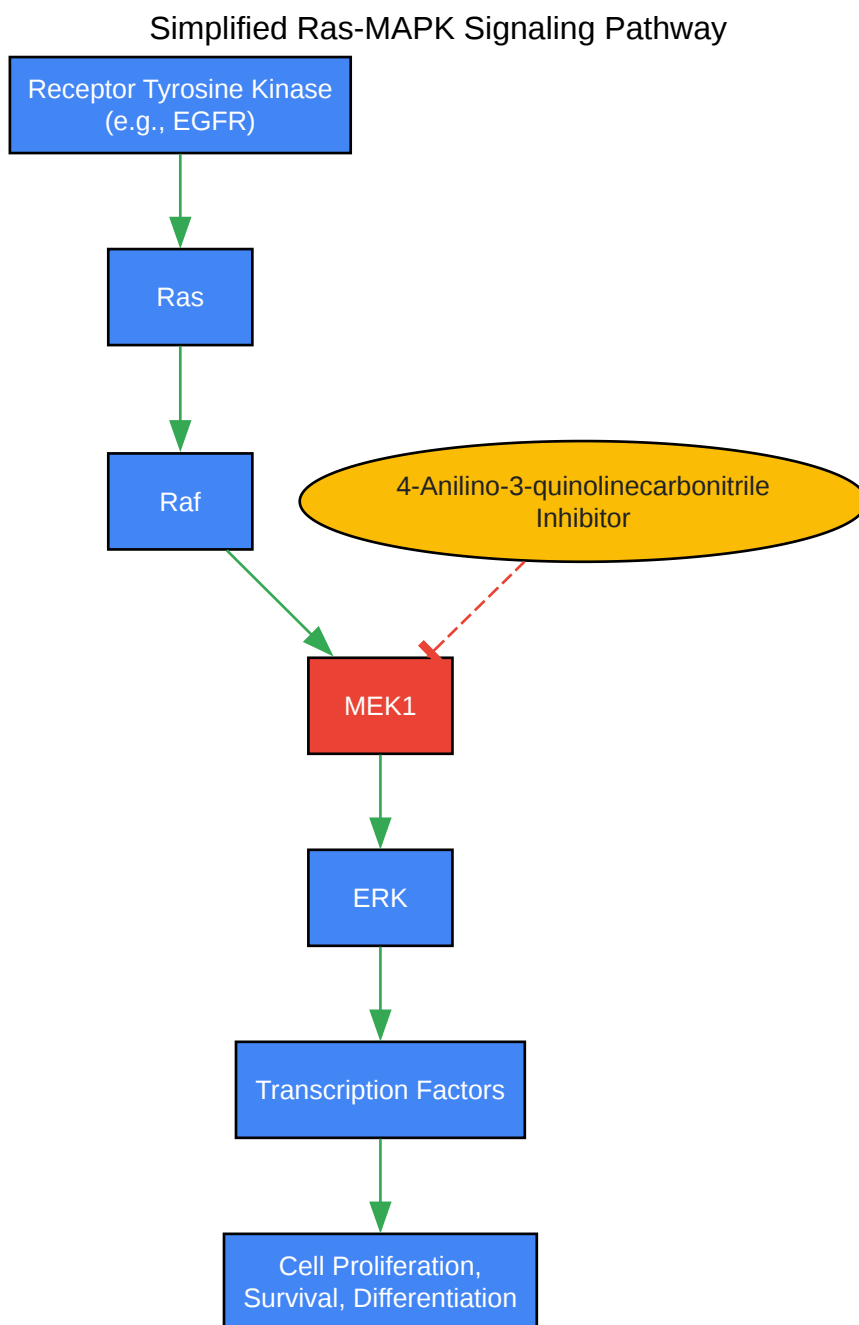 Simplified Ras-MAPK Signaling Pathway
Receptor Tyrosine Kinase
(e.g., EGFR)
Ras
Raf
4-Anilino-3-quinolinecarbonitrile
Inhibitor
MEK1
ERK
Transcription Factors
Cell Proliferation,
Survival, Differentiation